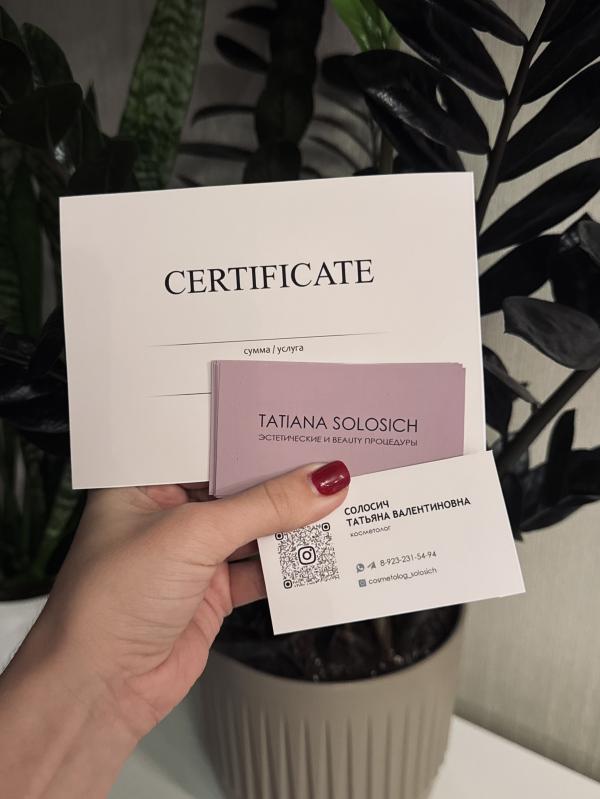 CERTIFICATE
сумма / услуга
TATIANA SOLOSICH
ЭСТЕТИЧЕСКИЕ И BEAUTY ПРОЦЕДУРЫ
СОЛОСИЧ
ТАТЬЯНА ВАЛЕНТИНОВНА
косметолог
8-923-231-54-94
cosmetolog_solosich